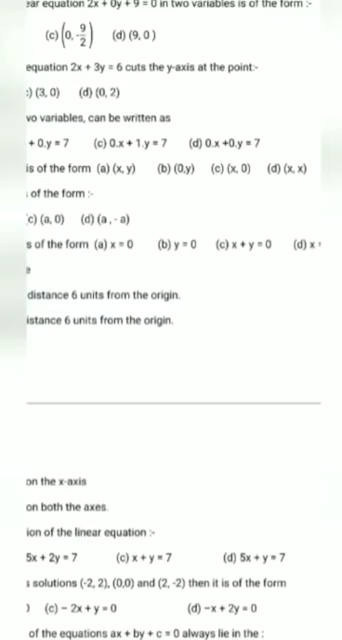 ear equation 2x + 0y + 9 = 0 in two variables is of the form :-
(c) (0, -9/2) (d) (9, 0)
equation 2x + 3y = 6 cuts the y-axis at the point:-
:) (3, 0) (d) (0, 2)
vo variables, can be written as
+ 0.y = 7 (c) 0.x + 1.y = 7 (d) 0.x +0.y = 7
is of the form (a) (x, y) (b) (0,y) (c) (x, 0) (d) (x, x)
of the form :-
c) (a, 0) (d) (a , - a)
s of the form (a) x = 0 (b) y = 0 (c) x + y = 0 (d) x
e
distance 6 units from the origin.
istance 6 units from the origin.
on the x-axis
on both the axes.
ion of the linear equation :-
5x + 2y = 7 (c) x + y = 7 (d) 5x + y = 7
s solutions (-2, 2), (0,0) and (2, -2) then it is of the form
) (c) - 2x + y = 0 (d) -x + 2y = 0
of the equations ax + by + c = 0 always lie in the :